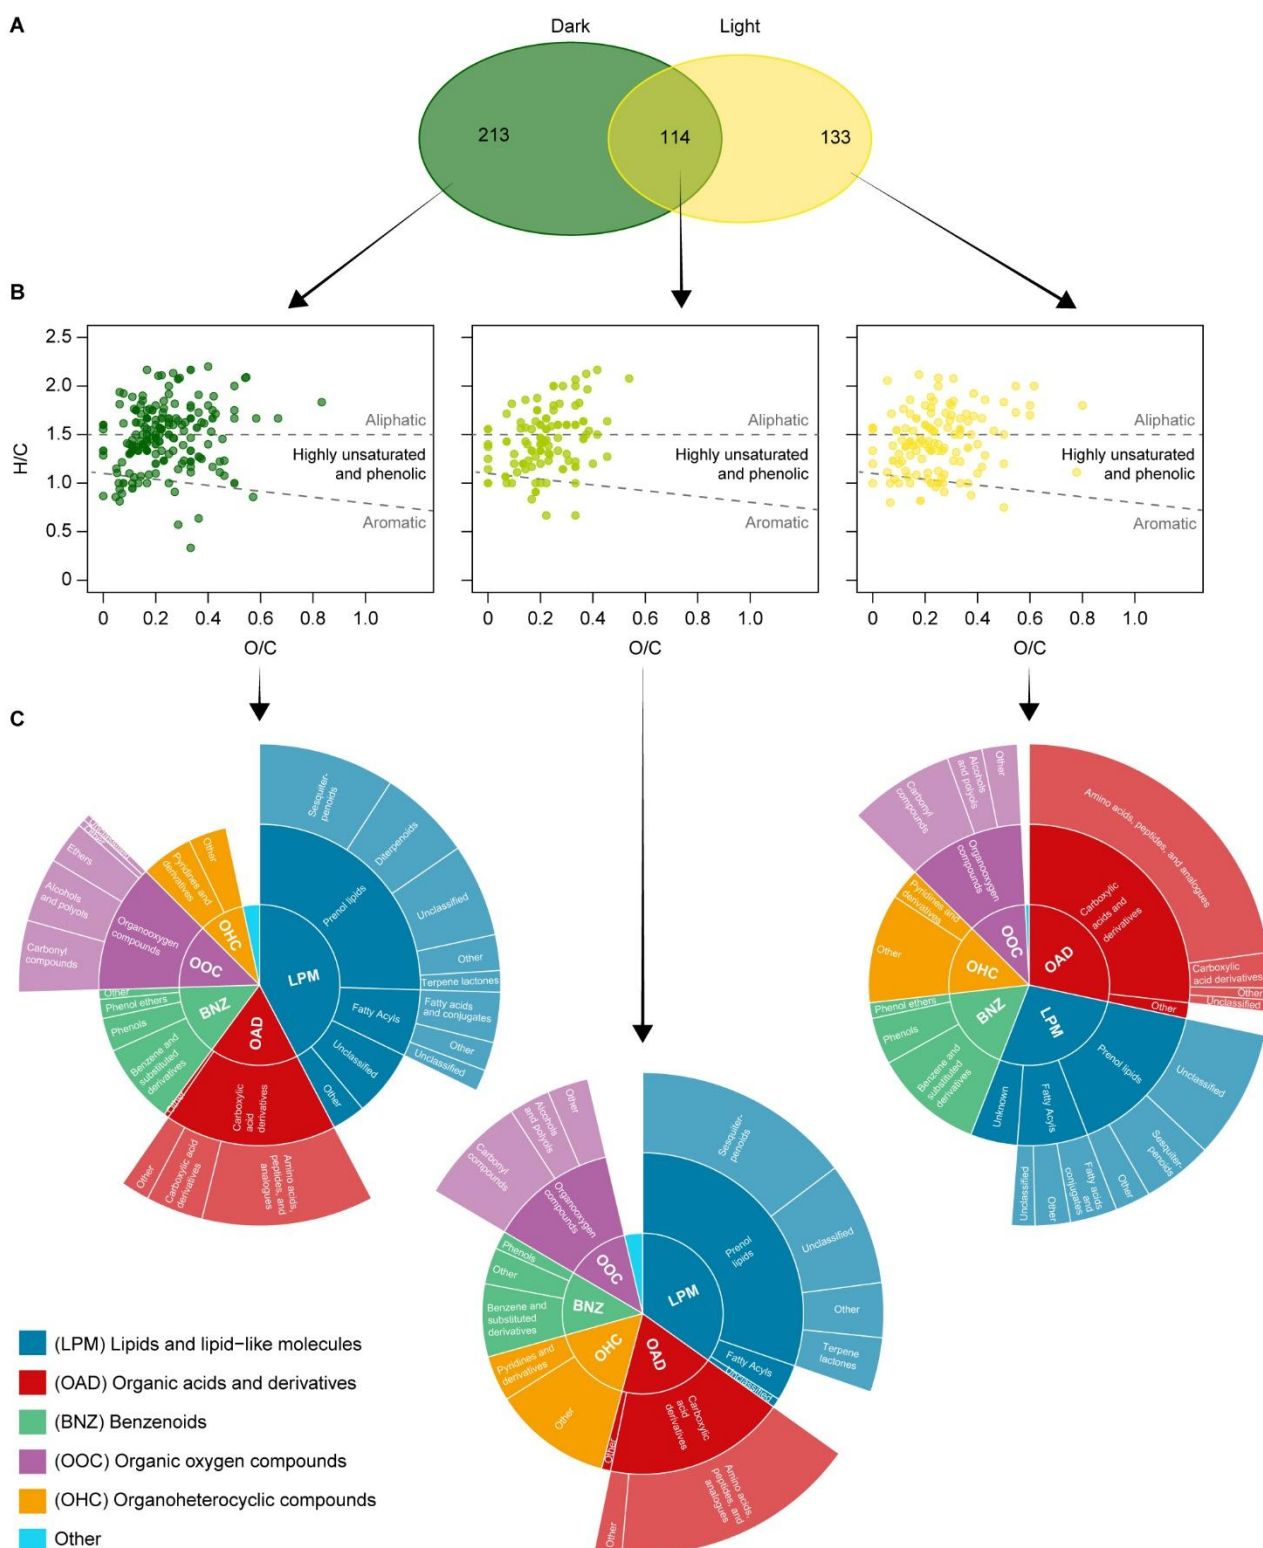 A
Dark
Light
213
114
133
B
H/C
2.5
2.0
1.5
1.0
0.5
0
Aliphatic
Highly unsaturated
and phenolic
Aromatic
Aliphatic
Highly unsaturated
and phenolic
Aromatic
Aliphatic
Highly unsaturated
and phenolic
Aromatic
0
0.2
0.4
0.6
0.8
1.0
0
0.2
0.4
0.6
0.8
1.0
0
0.2
0.4
0.6
0.8
1.0
O/C
O/C
O/C
C
LPM
Prenol lipids
Sesquiter-
penoids
Diterpenoids
Unclassified
Other
Terpene lactones
Fatty Acyls
Fatty acids
and conjugates
Other
Unclassified
Unclassified
Other
OAD
Carboxylic
acid
derivatives
Amino acids,
peptides, and
analogues
Carboxylic acid
derivatives
Other
Other
BNZ
Benzene and
substituted
derivatives
Phenols
Phenol ethers
Other
OOC
Organooxygen
compounds
Carbonyl
compounds
Alcohols
and polyols
Ethers
Other
Unclassified
OHC
Pyridines and
derivatives
Other
LPM
Prenol
lipids
Sesquiter-
penoids
Unclassified
Other
Terpene
lactones
Fatty Acyls
Unclassified
OAD
Carboxylic
acid
derivatives
Amino acids,
peptides, and
analogues
Other
Other
OHC
Other
Pyridines and
derivatives
BNZ
Benzene and
substituted
derivatives
Other
Phenols
OOC
Organooxygen
compounds
Carbonyl
compounds
Alcohols
and polyols
Other
OAD
Carboxylic
acids and
derivatives
Amino acids, peptides, and analogues
Carboxylic
acid derivatives
Other
Unclassified
Other
LPM
Prenol lipids
Unclassified
Sesquiter-
penoids
Other
Fatty Acyls
Fatty acids
and
conjugates
Other
Unclassified
Unknown
BNZ
Benzene and
substituted
derivatives
Phenols
Phenol ethers
OHC
Other
Pyridines and
derivatives
OOC
Organooxygen
compounds
Carbonyl
compounds
Alcohols
and polyols
Other
(LPM) Lipids and lipid−like molecules
(OAD) Organic acids and derivatives
(BNZ) Benzenoids
(OOC) Organic oxygen compounds
(OHC) Organoheterocyclic compounds
Other